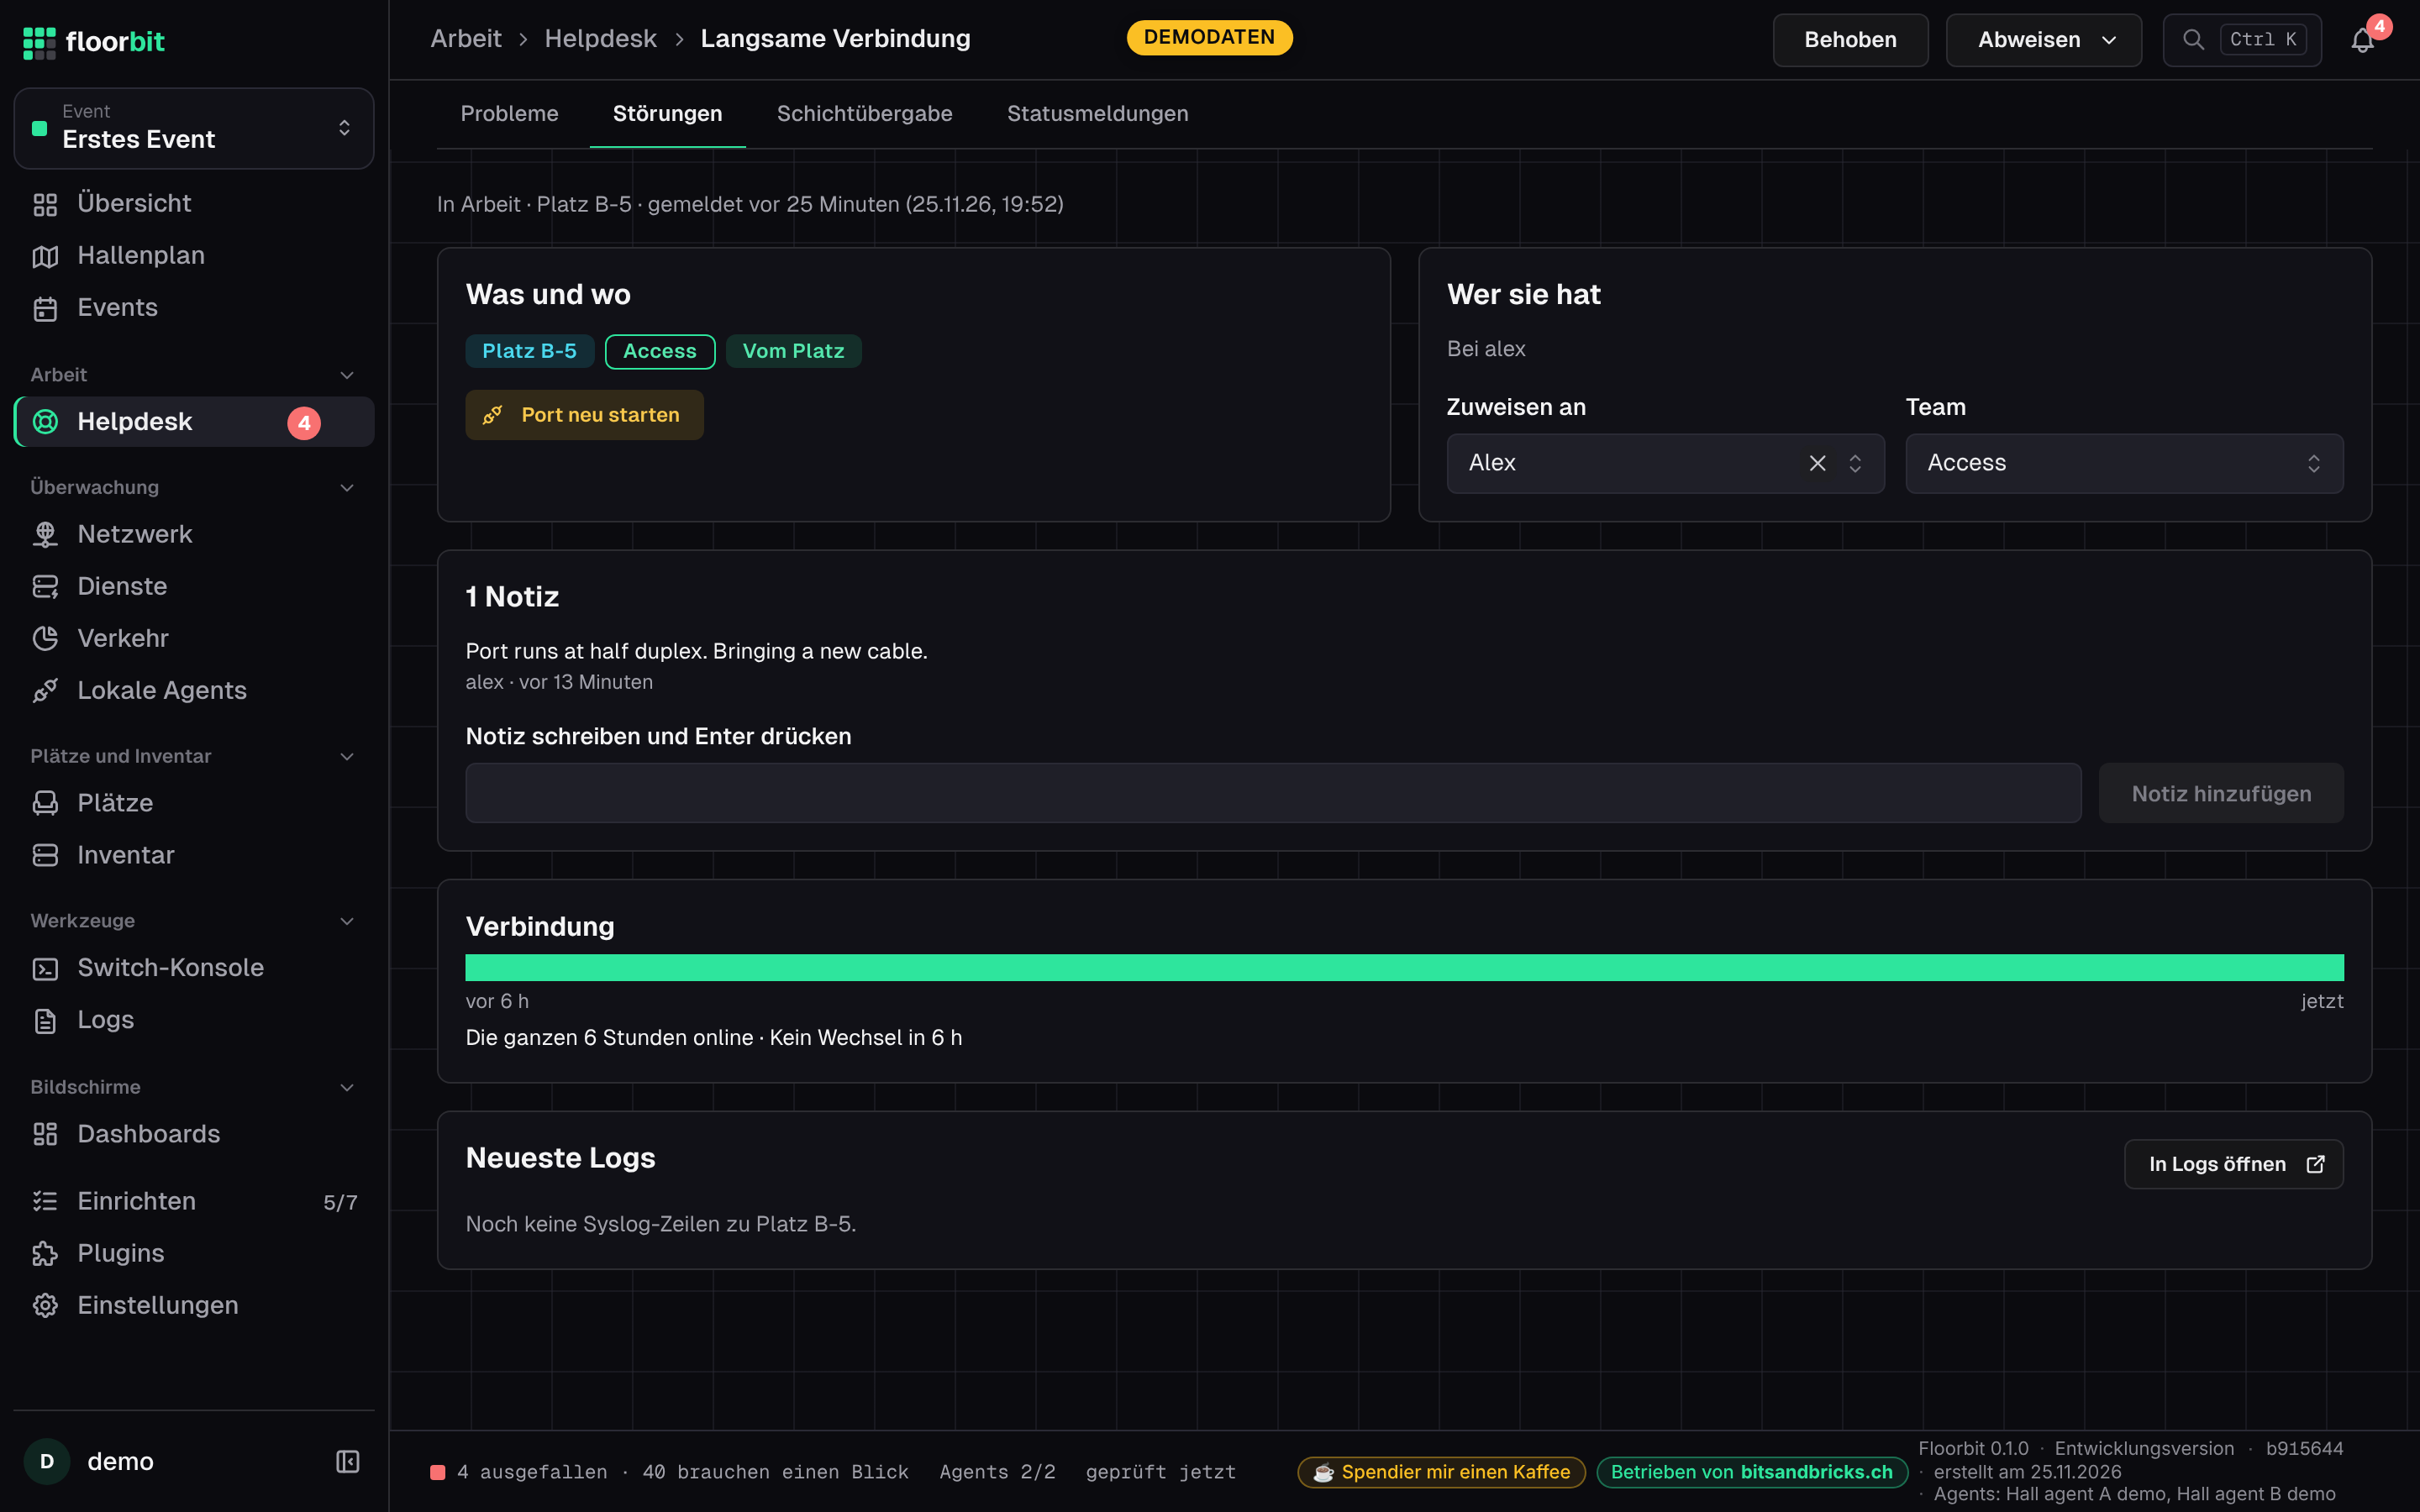 floorbit
Event
Erstes Event
Übersicht
Hallenplan
Events
Arbeit
Helpdesk
4
Überwachung
Netzwerk
Dienste
Verkehr
Lokale Agents
Plätze und Inventar
Plätze
Inventar
Werkzeuge
Switch-Konsole
Logs
Bildschirme
Dashboards
Einrichten 5/7
Plugins
Einstellungen
D demo
Arbeit > Helpdesk > Langsame Verbindung
DEMODATEN
Behoben
Abweisen
Ctrl K
4
Probleme Störungen Schichtübergabe Statusmeldungen
In Arbeit · Platz B-5 · gemeldet vor 25 Minuten (25.11.26, 19:52)
Was und wo
Platz B-5 Access Vom Platz
Port neu starten
Wer sie hat
Bei alex
Zuweisen an Team
Alex Access
1 Notiz
Port runs at half duplex. Bringing a new cable.
alex · vor 13 Minuten
Notiz schreiben und Enter drücken
Notiz hinzufügen
Verbindung
vor 6 h jetzt
Die ganzen 6 Stunden online · Kein Wechsel in 6 h
Neueste Logs
In Logs öffnen
Noch keine Syslog-Zeilen zu Platz B-5.
4 ausgefallen · 40 brauchen einen Blick Agents 2/2 geprüft jetzt
Spendier mir einen Kaffee
Betrieben von bitsandbricks.ch
Floorbit 0.1.0 · Entwicklungsversion · b915644
· erstellt am 25.11.2026
· Agents: Hall agent A demo, Hall agent B demo